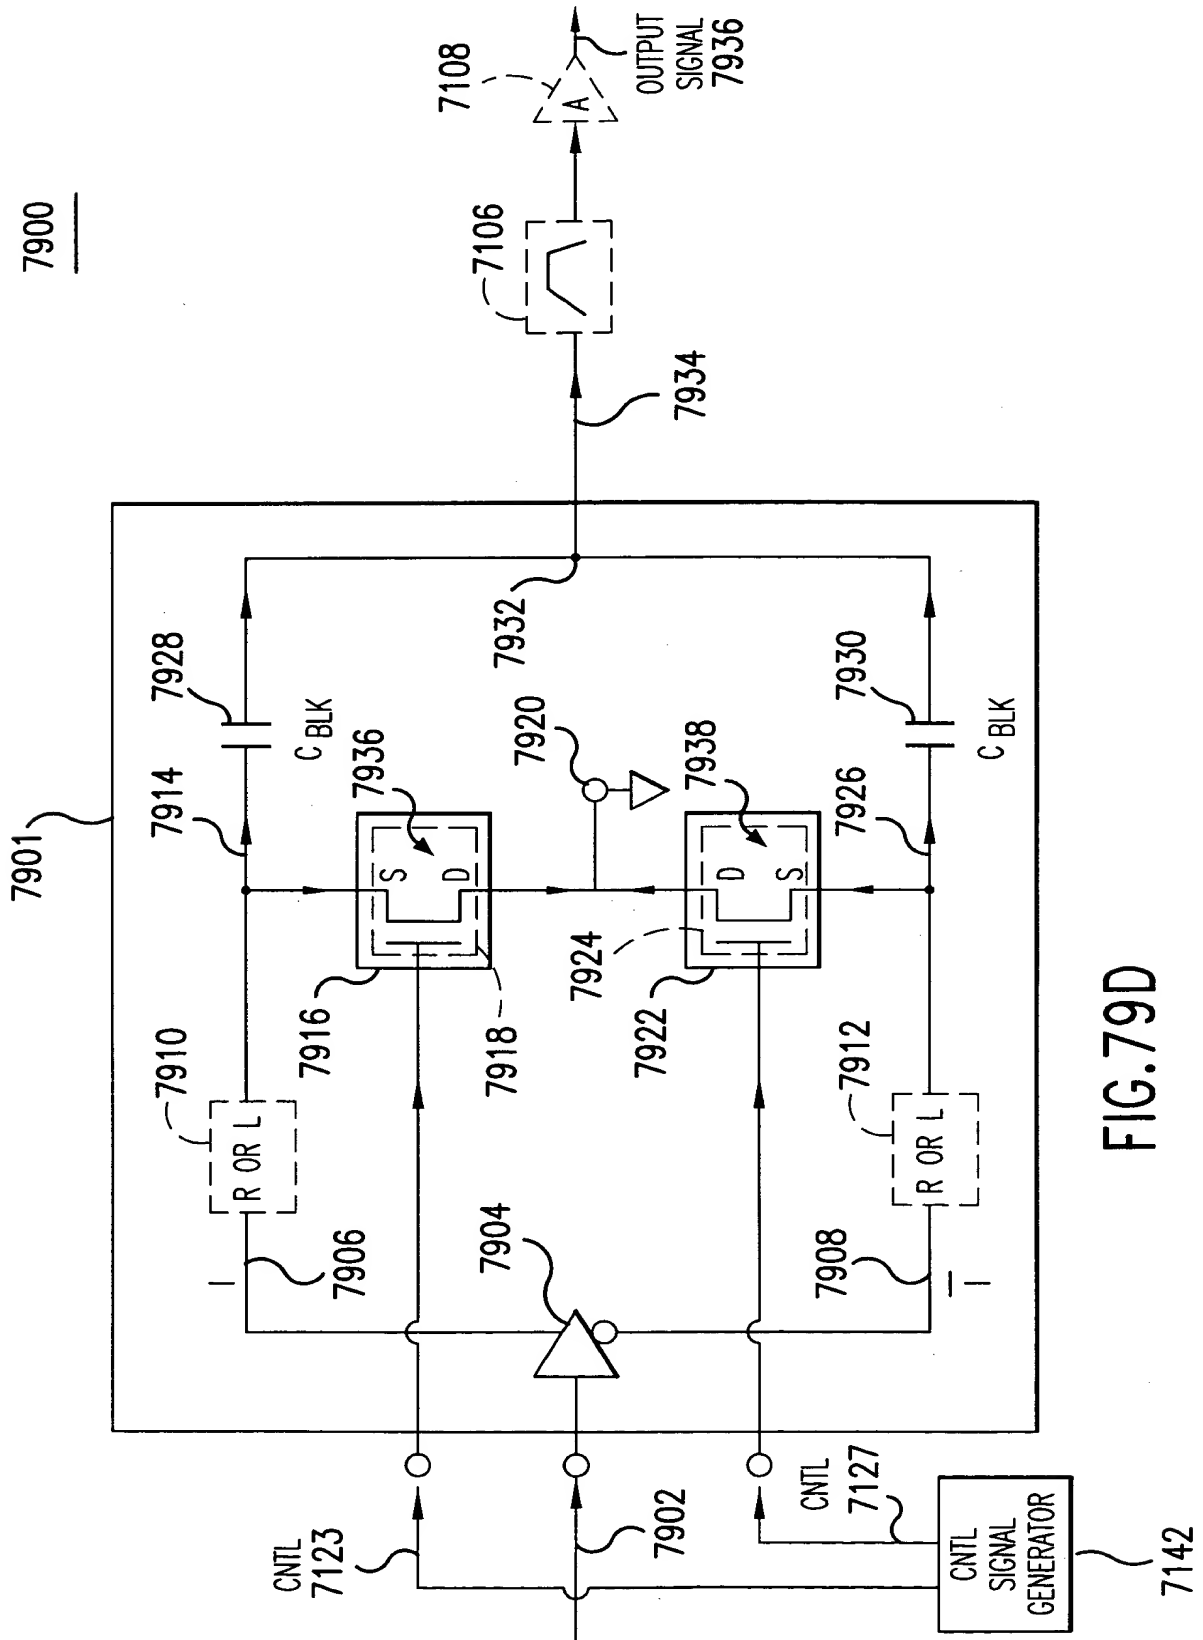 7900
7901
7914
7928
C BLK
7932
7934
7106
7108
A
OUTPUT
SIGNAL
7936
7910
R OR L
I
7906
7916
7918
S
D
7936
7920
7904
7924
7922
D
S
7938
7926
7930
C BLK
7912
R OR L
7908
I
CNTL
7123
7902
CNTL
7127
CNTL
SIGNAL
GENERATOR
7142
FIG.79D